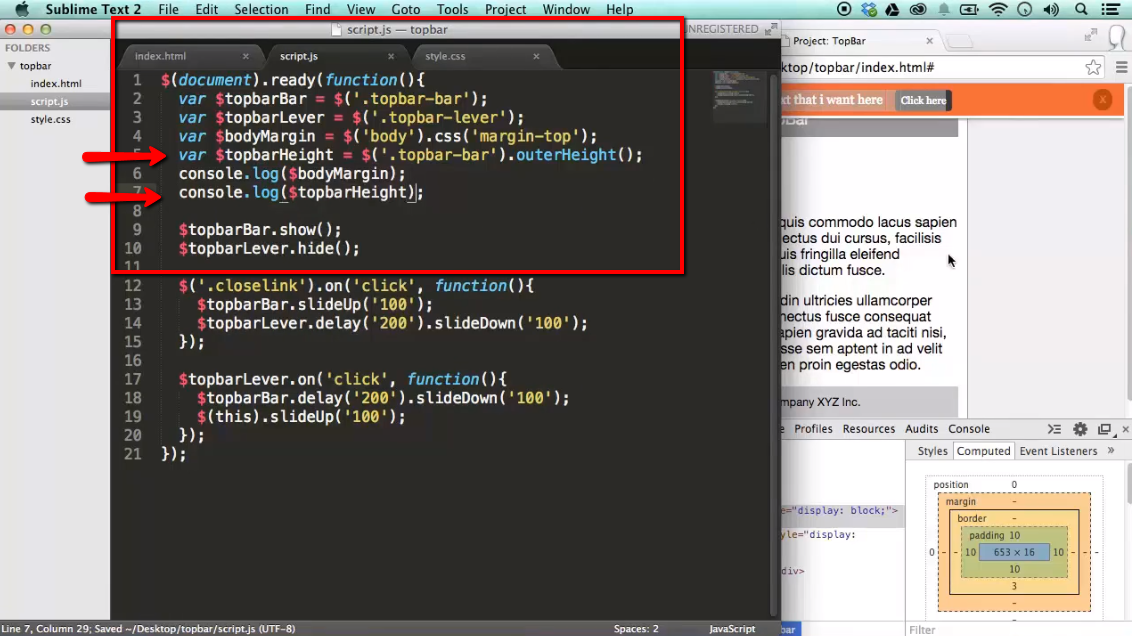 Sublime Text 2 File Edit Selection Find View Goto Tools Project Window Help
script.js — topbar
UNREGISTERED
FOLDERS
topbar
index.html
script.js
style.css
index.html × script.js × style.css ×
1 $(document).ready(function(){
2 var $topbarBar = $('.topbar-bar');
3 var $topbarLever = $('.topbar-lever');
4 var $bodyMargin = $('body').css('margin-top');
5 var $topbarHeight = $('.topbar-bar').outerHeight();
6 console.log($bodyMargin);
7 console.log($topbarHeight);
8
9 $topbarBar.show();
10 $topbarLever.hide();
11
12 $('.closelink').on('click', function(){
13 $topbarBar.slideUp('100');
14 $topbarLever.delay('200').slideDown('100');
15 });
16
17 $topbarLever.on('click', function(){
18 $topbarBar.delay('200').slideDown('100');
19 $(this).slideUp('100');
20 });
21 });
Line 7, Column 29; Saved ~/Desktop/topbar/script.js (UTF-8)
Spaces: 2
JavaScript
Project: TopBar ×
ktop/topbar/index.html#
xt that i want here Click here X
pBar
quis commodo lacus sapien
ectus dui cursus, facilisis
uis fringilla eleifend
lis dictum fusce.
din ultricies ullamcorper
nectus fusce consequat
apien gravida ad taciti nisi,
sse sem aptent in ad velit
en proin egestas odio.
ompany XYZ Inc.
Profiles Resources Audits Console
Styles Computed Event Listeners »
="display: block;">
yle="display:
div>
position 0
margin -
border -
padding 10
0 - - 10 653 × 16 10 - - -
10
3
-
bar
Filter